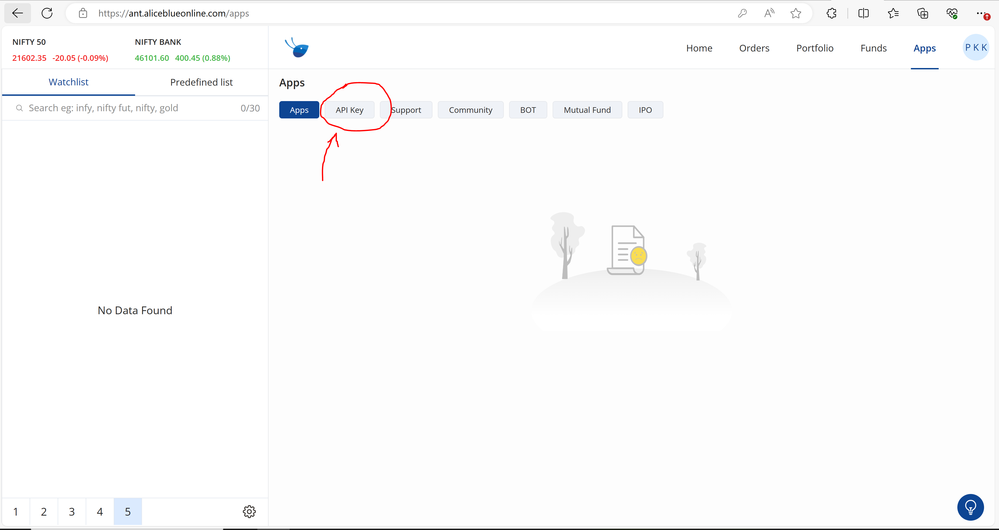 https://ant.aliceblueonline.com/apps
NIFTY 50
21602.35 -20.05 (-0.09%)
NIFTY BANK
46101.60 400.45 (0.88%)
Home Orders Portfolio Funds Apps P K K
Watchlist Predefined list
Search eg: infy, nifty fut, nifty, gold 0/30
No Data Found
1 2 3 4 5
Apps
Apps API Key Support Community BOT Mutual Fund IPO